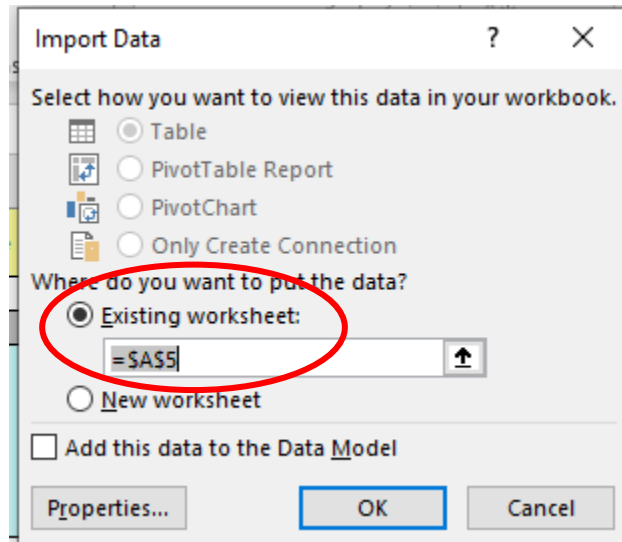 Import Data ? ×
Select how you want to view this data in your workbook.
Table
PivotTable Report
PivotChart
Only Create Connection
Where do you want to put the data?
Existing worksheet:
=$A$5
New worksheet
Add this data to the Data Model
Properties... OK Cancel